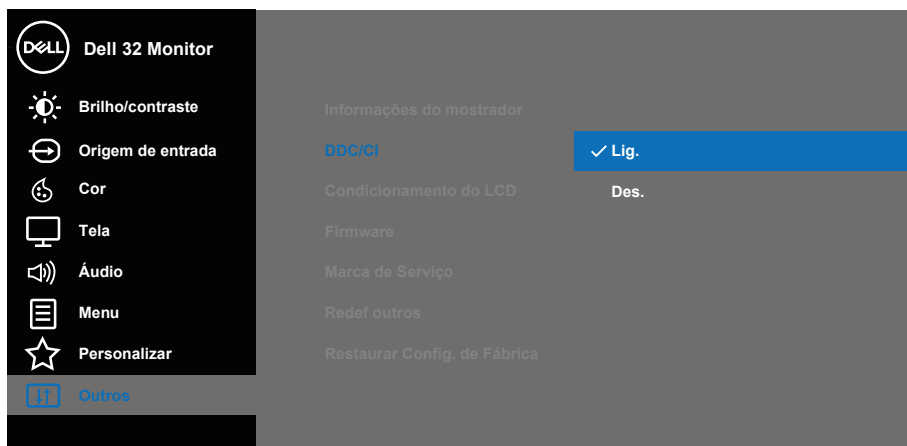 DELL Dell 32 Monitor
Brilho/contraste
Informações do mostrador
Origem de entrada
DDC/CI
Lig.
Cor
Condicionamento do LCD
Des.
Tela
Firmware
Áudio
Marca de Serviço
Menu
Redef outros
Personalizar
Restaurar Config. de Fábrica
Outros